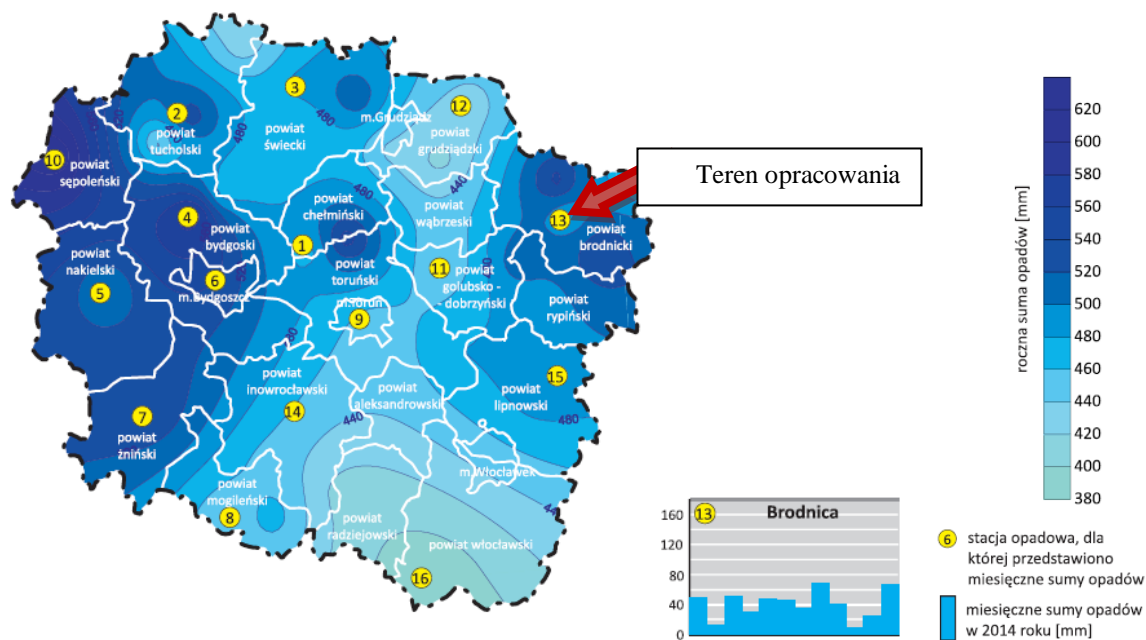 3
2
12
m.Grudziądz
powiat
tucholski
480
powiat
świecki
480
powiat
grudziądzki
10
powiat
sępoleński
Teren opracowania
440
480
powiat
chełmiński
powiat
wąbrzeski
4
powiat
bydgoski
1
13
powiat
brodnicki
powiat
nakielski
5
6
m.Bydgoszcz
powiat
toruński
11
powiat
golubsko -
- dobrzyński
m.Toruń
9
powiat
rypiński
powiat
inowrocławski
14
powiat
aleksandrowski
15
powiat
lipnowski
480
7
powiat
żniński
440
m.Włocławek
powiat
mogileński
8
powiat
radziejowski
powiat włocławski
16
roczna suma opadów [mm]
620
600
580
560
540
520
500
480
460
440
420
400
380
13
Brodnica
160
120
80
40
0
6
stacja opadowa, dla
której przedstawiono
miesięczne sumy opadów
miesięczne sumy opadów
w 2014 roku [mm]